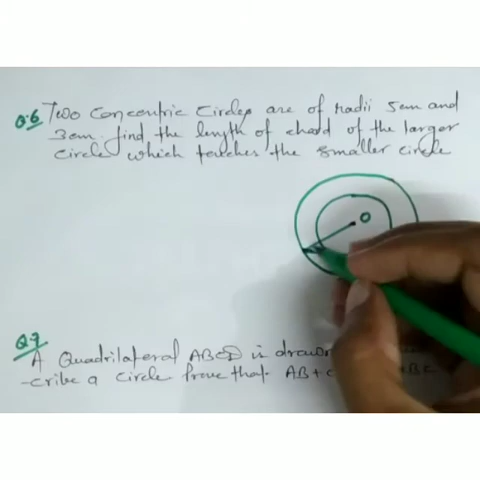 Q.6 Two Concentric Circles are of radii 5cm and
3cm find the length of chord of the larger
Circle which touches the smaller circle
O
Q.7
A Quadrilateral ABCD is drawn
-cribe a circle Prove that AB+